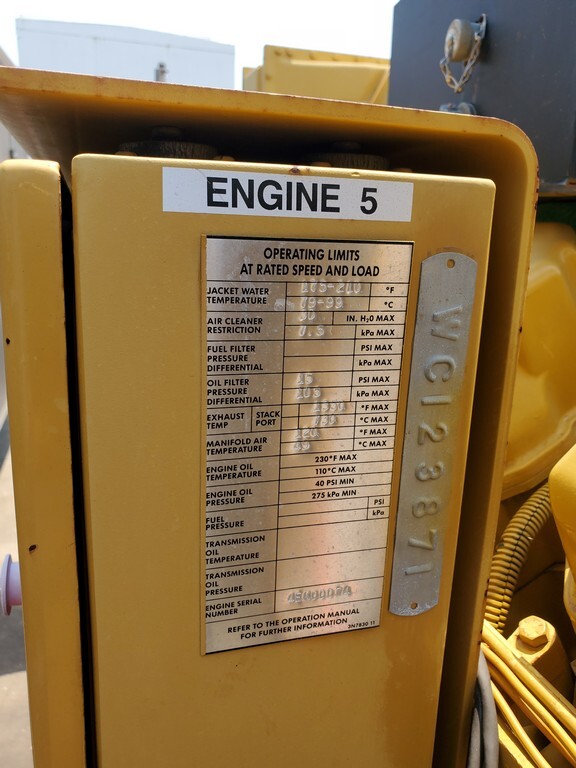 ENGINE 5
OPERATING LIMITS
AT RATED SPEED AND LOAD
JACKET WATER
TEMPERATURE
°F
°C
AIR CLEANER
RESTRICTION
30 IN. H₂0 MAX
kPa MAX
FUEL FILTER
PRESSURE
DIFFERENTIAL
PSI MAX
kPa MAX
OIL FILTER
PRESSURE
DIFFERENTIAL
15 PSI MAX
103 kPa MAX
EXHAUST
TEMP
STACK
PORT
°F MAX
°C MAX
MANIFOLD AIR
TEMPERATURE
°F MAX
°C MAX
ENGINE OIL
TEMPERATURE
230°F MAX
110°C MAX
ENGINE OIL
PRESSURE
40 PSI MIN
275 kPa MIN
FUEL
PRESSURE
PSI
kPa
TRANSMISSION
OIL
TEMPERATURE
TRANSMISSION
OIL
PRESSURE
ENGINE SERIAL
NUMBER
REFER TO THE OPERATION MANUAL
FOR FURTHER INFORMATION
WC123871